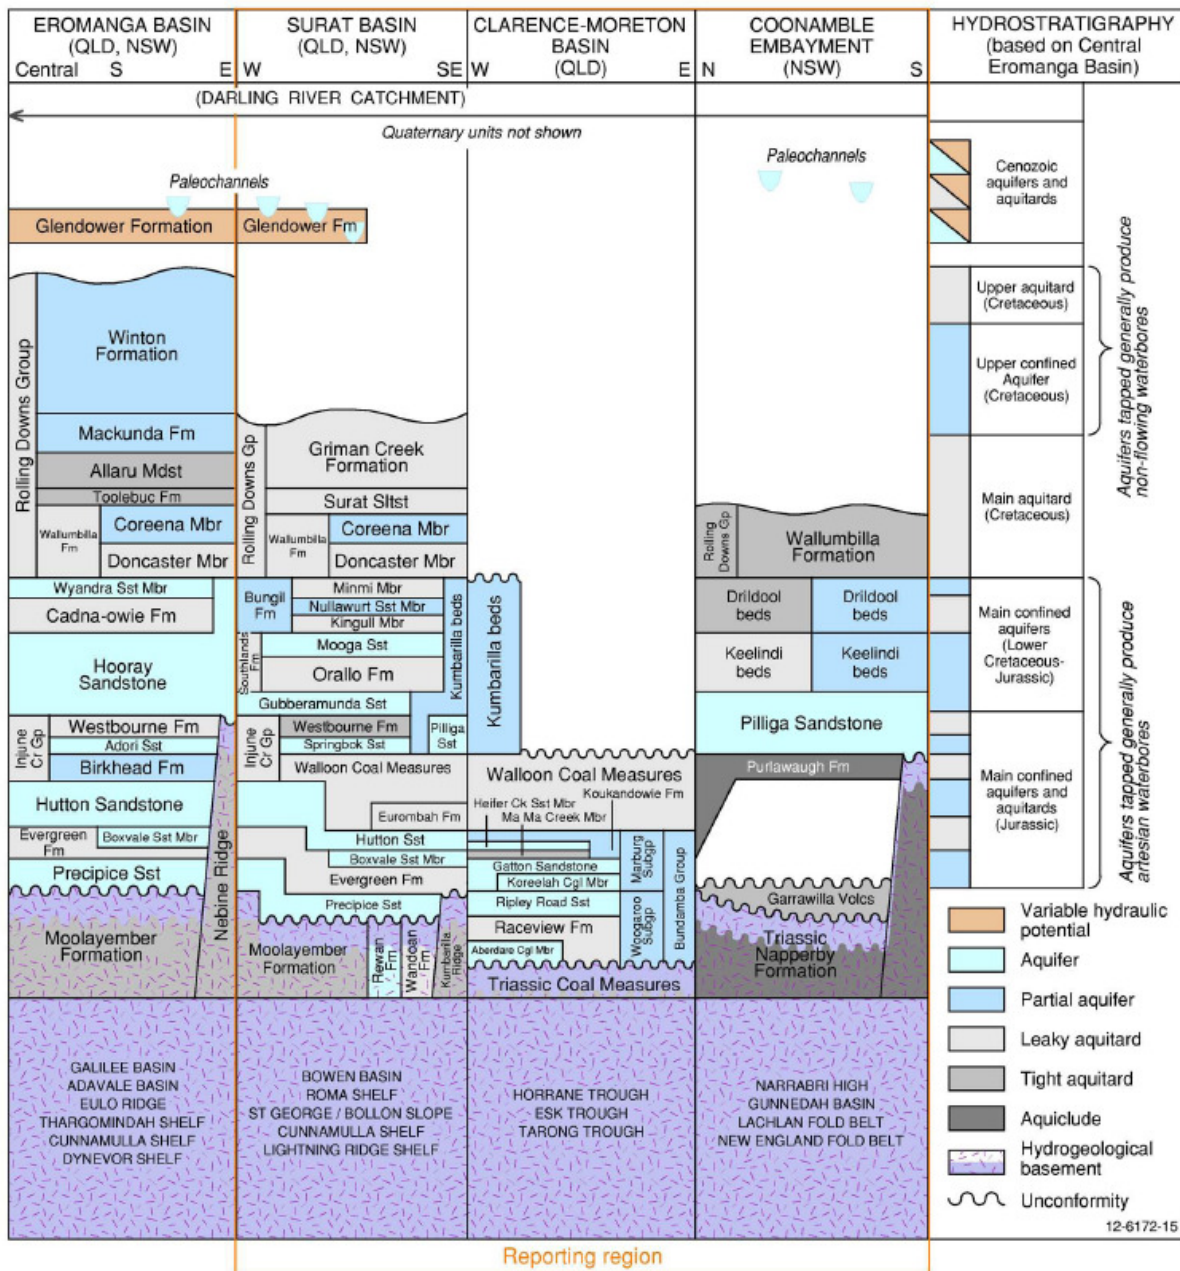 EROMANGA BASIN
(QLD, NSW)
Central S E
SURAT BASIN
(QLD, NSW)
W SE
CLARENCE-MORETON
BASIN
(QLD)
W E
COONAMBLE
EMBAYMENT
(NSW)
N S
HYDROSTRATIGRAPHY
(based on Central
Eromanga Basin)
(DARLING RIVER CATCHMENT)
Quaternary units not shown
Paleochannels
Glendower Formation
Rolling Downs Group
Winton
Formation
Mackunda Fm
Allaru Mdst
Toolebuc Fm
Wallumbilla
Fm
Coreena Mbr
Doncaster Mbr
Wyandra Sst Mbr
Cadna-owie Fm
Hooray
Sandstone
Injune
Cr Gp
Westbourne Fm
Adori Sst
Birkhead Fm
Hutton Sandstone
Evergreen
Fm
Boxvale Sst Mbr
Precipice Sst
Moolayember
Formation
Nebine Ridge
GALILEE BASIN
ADAVALE BASIN
EULO RIDGE
THARGOMINDAH SHELF
CUNNAMULLA SHELF
DYNEVOR SHELF
Glendower Fm
Rolling Downs Gp
Griman Creek
Formation
Surat Sltst
Wallumbilla
Fm
Coreena Mbr
Doncaster Mbr
Bungil
Fm
Minmi Mbr
Nullawurt Sst Mbr
Kingull Mbr
Southlands
Fm
Mooga Sst
Orallo Fm
Kumbarilla beds
Gubberamunda Sst
Injune
Cr Gp
Westbourne Fm
Springbok Sst
Pilliga
Sst
Walloon Coal Measures
Eurombah Fm
Hutton Sst
Boxvale Sst Mbr
Evergreen Fm
Precipice Sst
Moolayember
Formation
Rewan
Fm
Wandoan
Fm
Kumbarilla
Ridge
BOWEN BASIN
ROMA SHELF
ST GEORGE / BOLLON SLOPE
CUNNAMULLA SHELF
LIGHTNING RIDGE SHELF
Kumbarilla beds
Walloon Coal Measures
Koukandowie Fm
Heifer Ck Sst Mbr
Ma Ma Creek Mbr
Gatton Sandstone
Koreelah Cgl Mbr
Marburg
Subgp
Ripley Road Sst
Raceview Fm
Aberdare Cgl Mbr
Woogaroo
Subgp
Bundamba Group
Triassic Coal Measures
HORRANE TROUGH
ESK TROUGH
TARONG TROUGH
Paleochannels
Rolling
Downs Gp
Wallumbilla
Formation
Drildool
beds
Drildool
beds
Keelindi
beds
Keelindi
beds
Pilliga Sandstone
Purlawaugh Fm
Garrawilla Volcs
Triassic
Napperby
Formation
NARRABRI HIGH
GUNNEDAH BASIN
LACHLAN FOLD BELT
NEW ENGLAND FOLD BELT
Cenozoic
aquifers and
aquitards
Upper aquitard
(Cretaceous)
Upper confined
Aquifer
(Cretaceous)
Main aquitard
(Cretaceous)
Main confined
aquifers
(Lower
Cretaceous-
Jurassic)
Main confined
aquifers and
aquitards
(Jurassic)
Aquifers tapped generally produce
non-flowing waterbores
Aquifers tapped generally produce
artesian waterbores
Variable hydraulic
potential
Aquifer
Partial aquifer
Leaky aquitard
Tight aquitard
Aquiclude
Hydrogeological
basement
Unconformity
12-6172-15
Reporting region